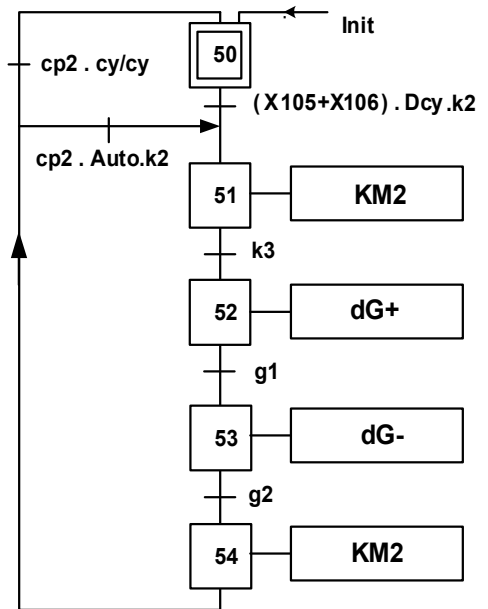 Init
50
cp2 . cy/cy
(X105+X106) . Dcy.k2
cp2 . Auto.k2
51
KM2
k3
52
dG+
g1
53
dG-
g2
54
KM2